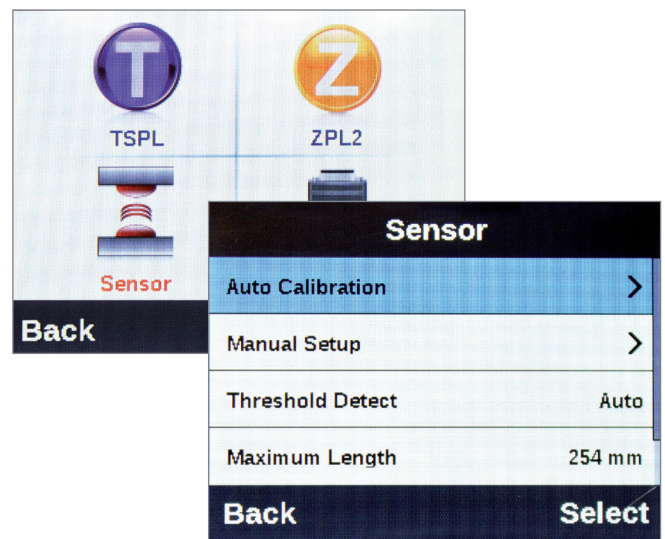 T
Z
TSPL
ZPL2
Sensor
Back
Sensor
Auto Calibration >
Manual Setup >
Threshold Detect Auto
Maximum Length 254 mm
Back Select